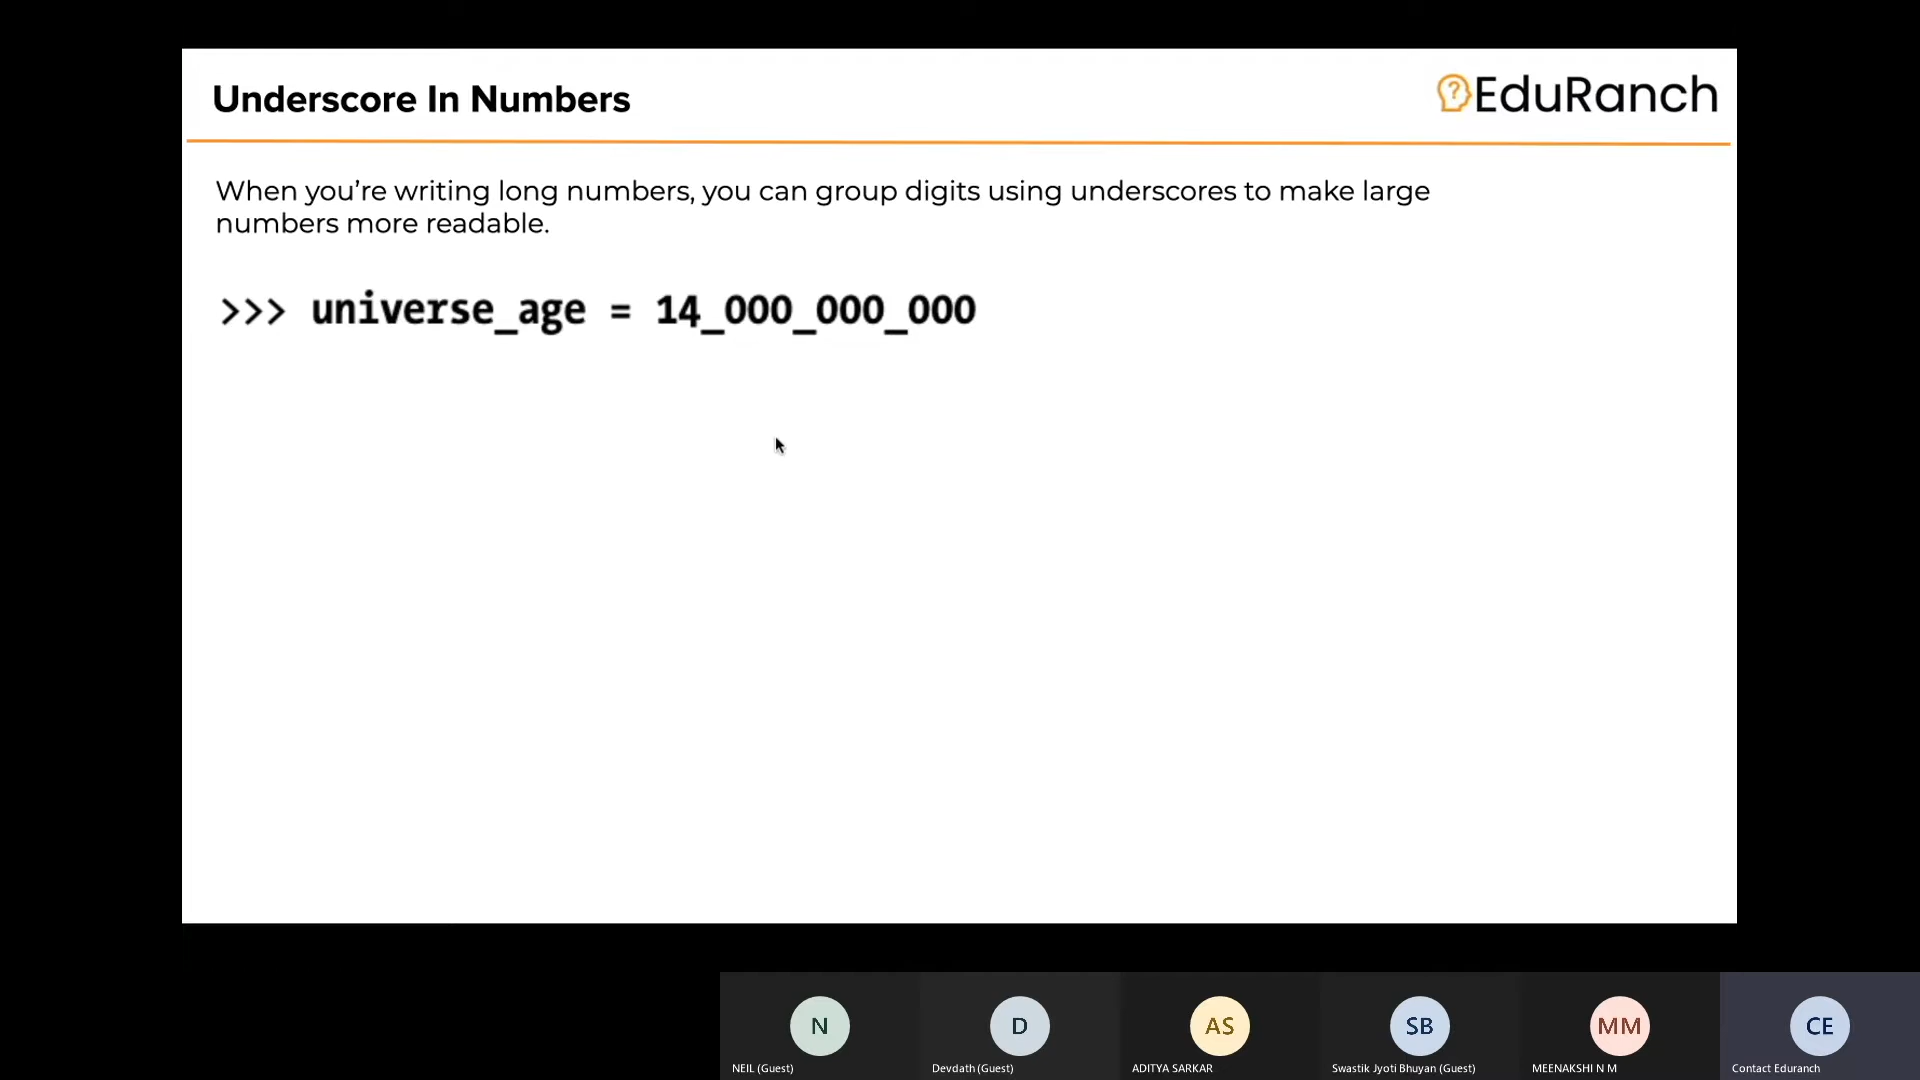 Underscore In Numbers
EduRanch
When you’re writing long numbers, you can group digits using underscores to make large
numbers more readable.
>>> universe_age = 14_000_000_000
N
D
AS
SB
MM
CE
NEIL (Guest)
Devdath (Guest)
ADITYA SARKAR
Swastik Jyoti Bhuyan (Guest)
MEENAKSHI N M
Contact Eduranch